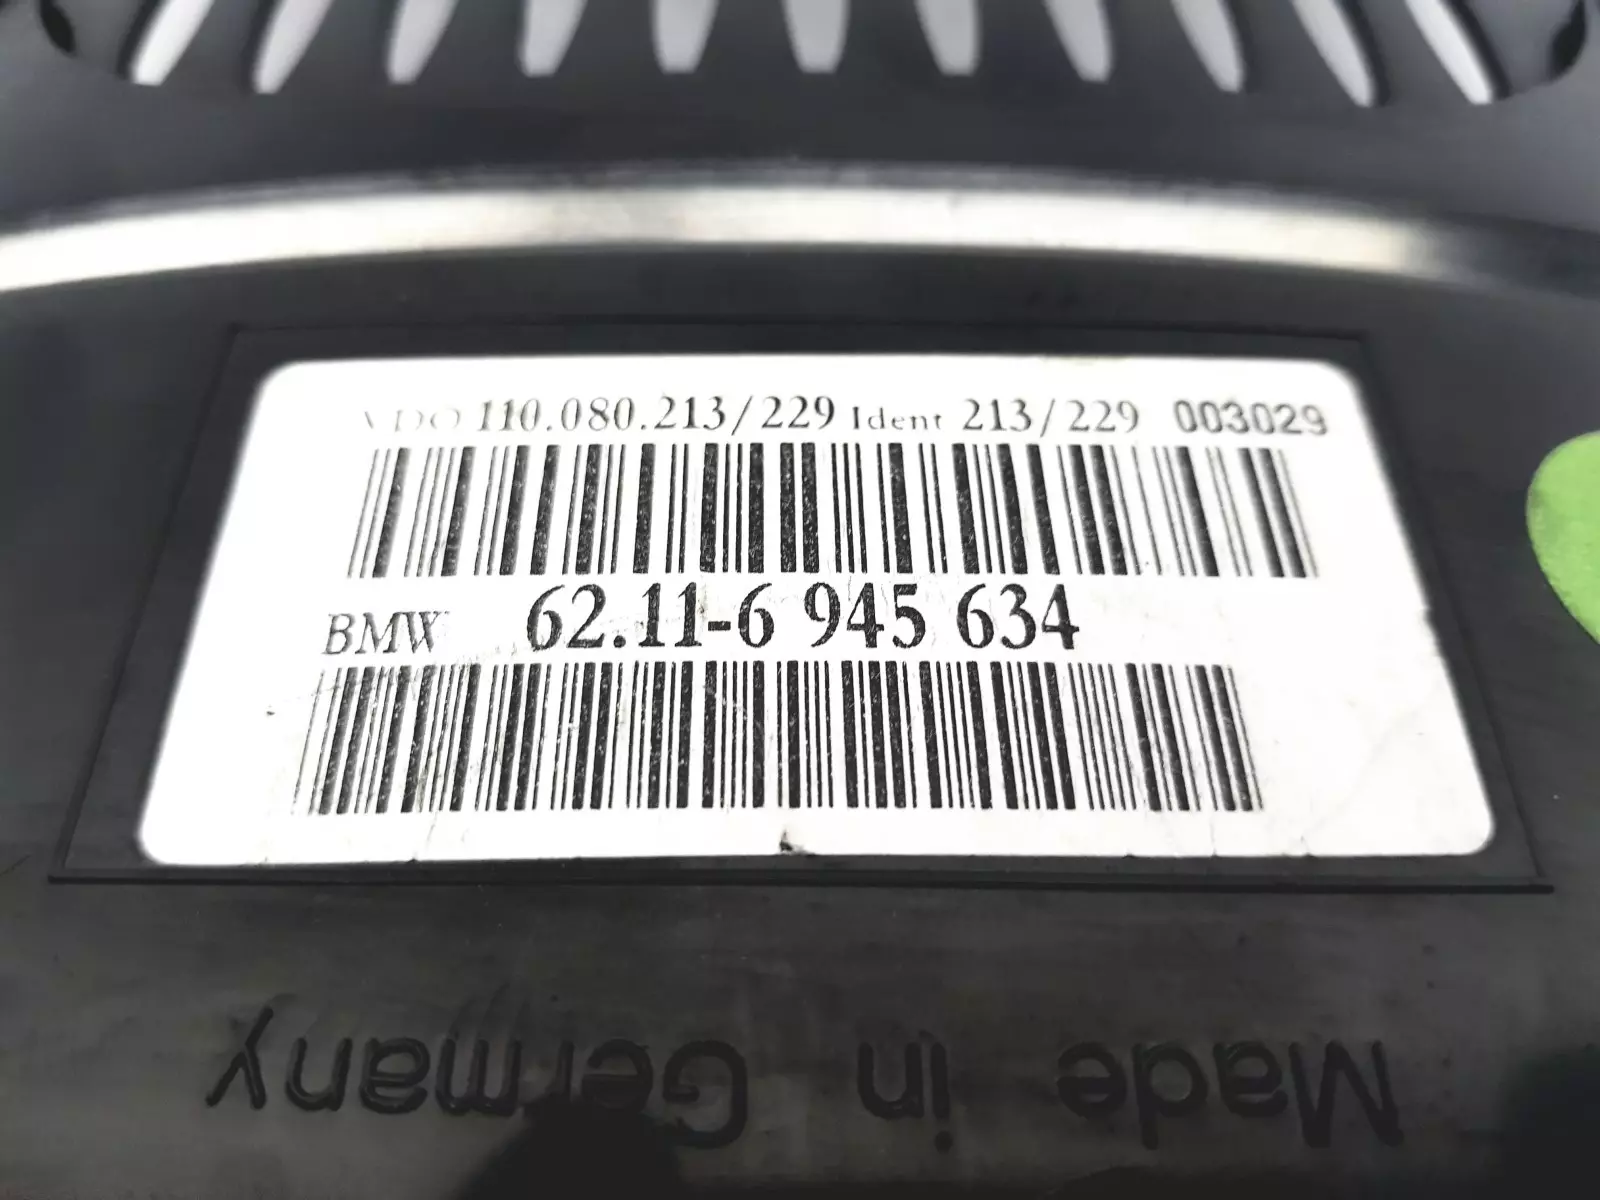 VDO 110.080.213/229 Ident 213/229 003029
BMW 62.11-6 945 634
Made in Germany